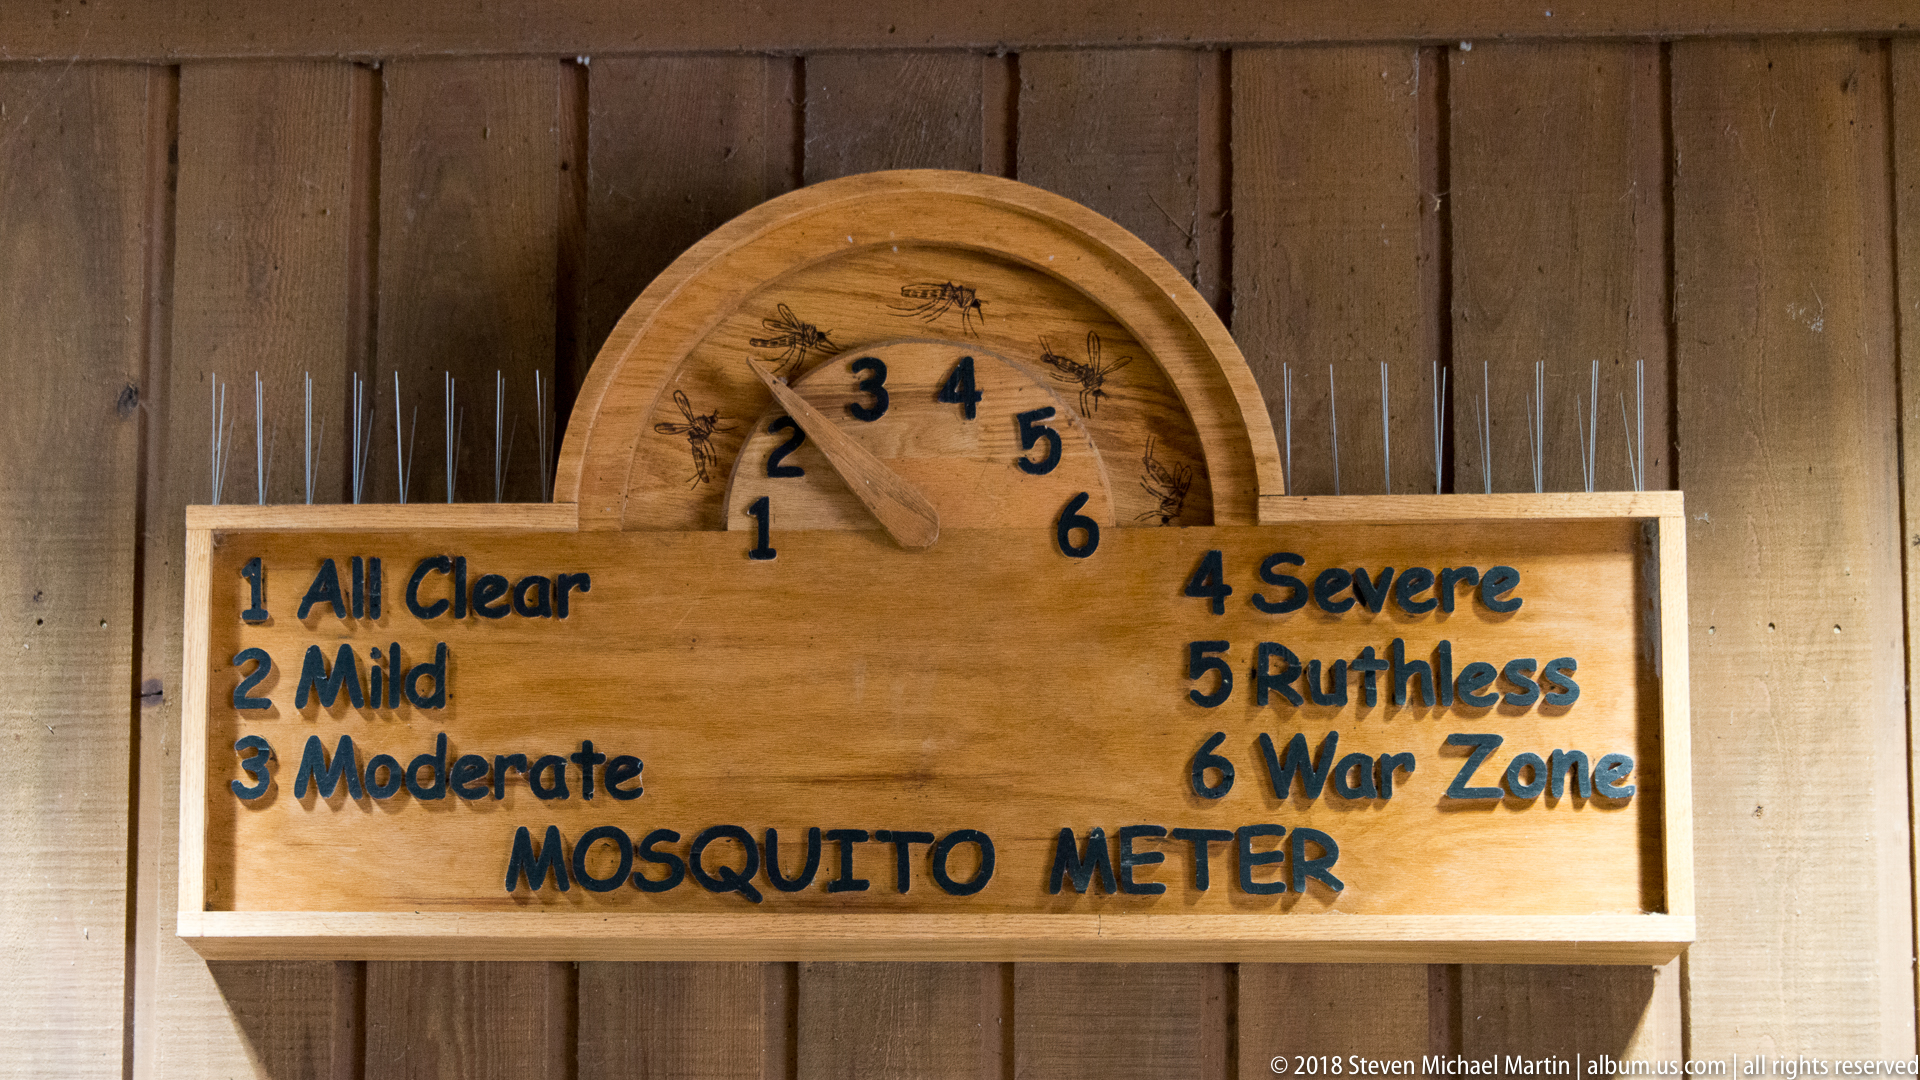 1 2 3 4 5 6
1 All Clear
2 Mild
3 Moderate
4 Severe
5 Ruthless
6 War Zone
MOSQUITO METER
© 2018 Steven Michael Martin | album.us.com | all rights reserved